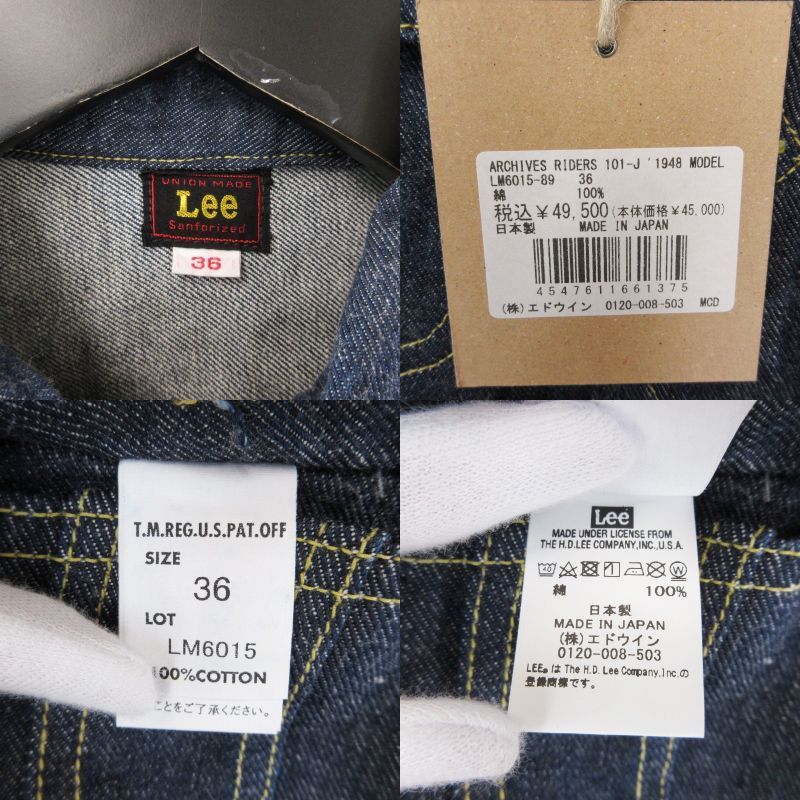 UNION MADE
Lee
Sanforized
36
ARCHIVES RIDERS 101-J '1948 MODEL
LM6015-89 36
綿 100%
税込¥49,500(本体価格¥45,000)
日本製 MADE IN JAPAN
4547611661375
(株)エドウイン 0120-008-503 MCD
T.M.REG.U.S.PAT.OFF
SIZE
36
LOT
LM6015
100%COTTON
ことをご了承ください。
Lee
MADE UNDER LICENSE FROM
THE H.D.LEE COMPANY,INC.,U.S.A.
綿 100%
日本製
MADE IN JAPAN
(株)エドウイン
0120-008-503
LEE® は The H.D. Lee Company, Inc.の
登録商標です。